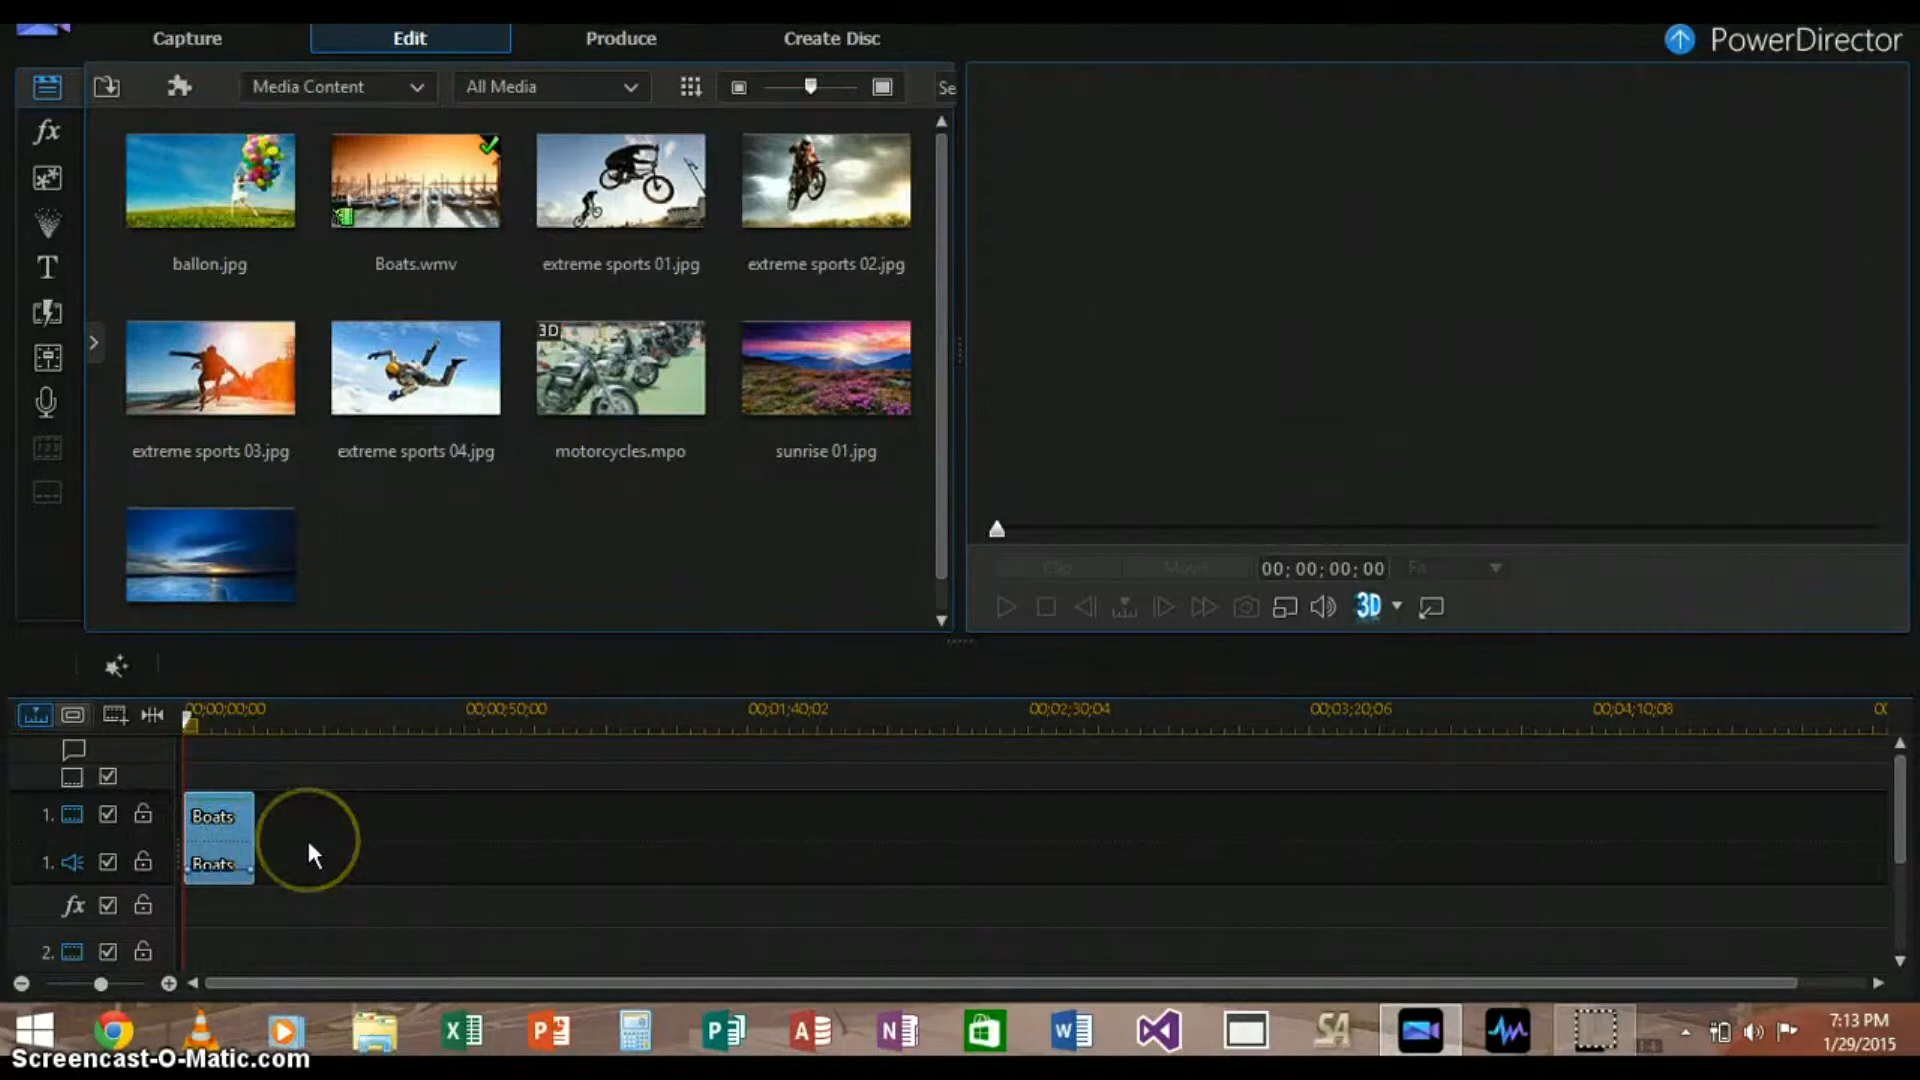 Capture Edit Produce Create Disc PowerDirector
Media Content All Media Se
ballon.jpg Boats.wmv extreme sports 01.jpg extreme sports 02.jpg
3D
extreme sports 03.jpg extreme sports 04.jpg motorcycles.mpo sunrise 01.jpg
Clip Movie 00;00;00;00 Fit
3D
00;00;00;00 00;00;50;00 00;01;40;02 00;02;30;04 00;03;20;06 00;04;10;08 00
1. Boats
1. Boats
fx
2.
7:13 PM
1/29/2015
Screencast-O-Matic.com